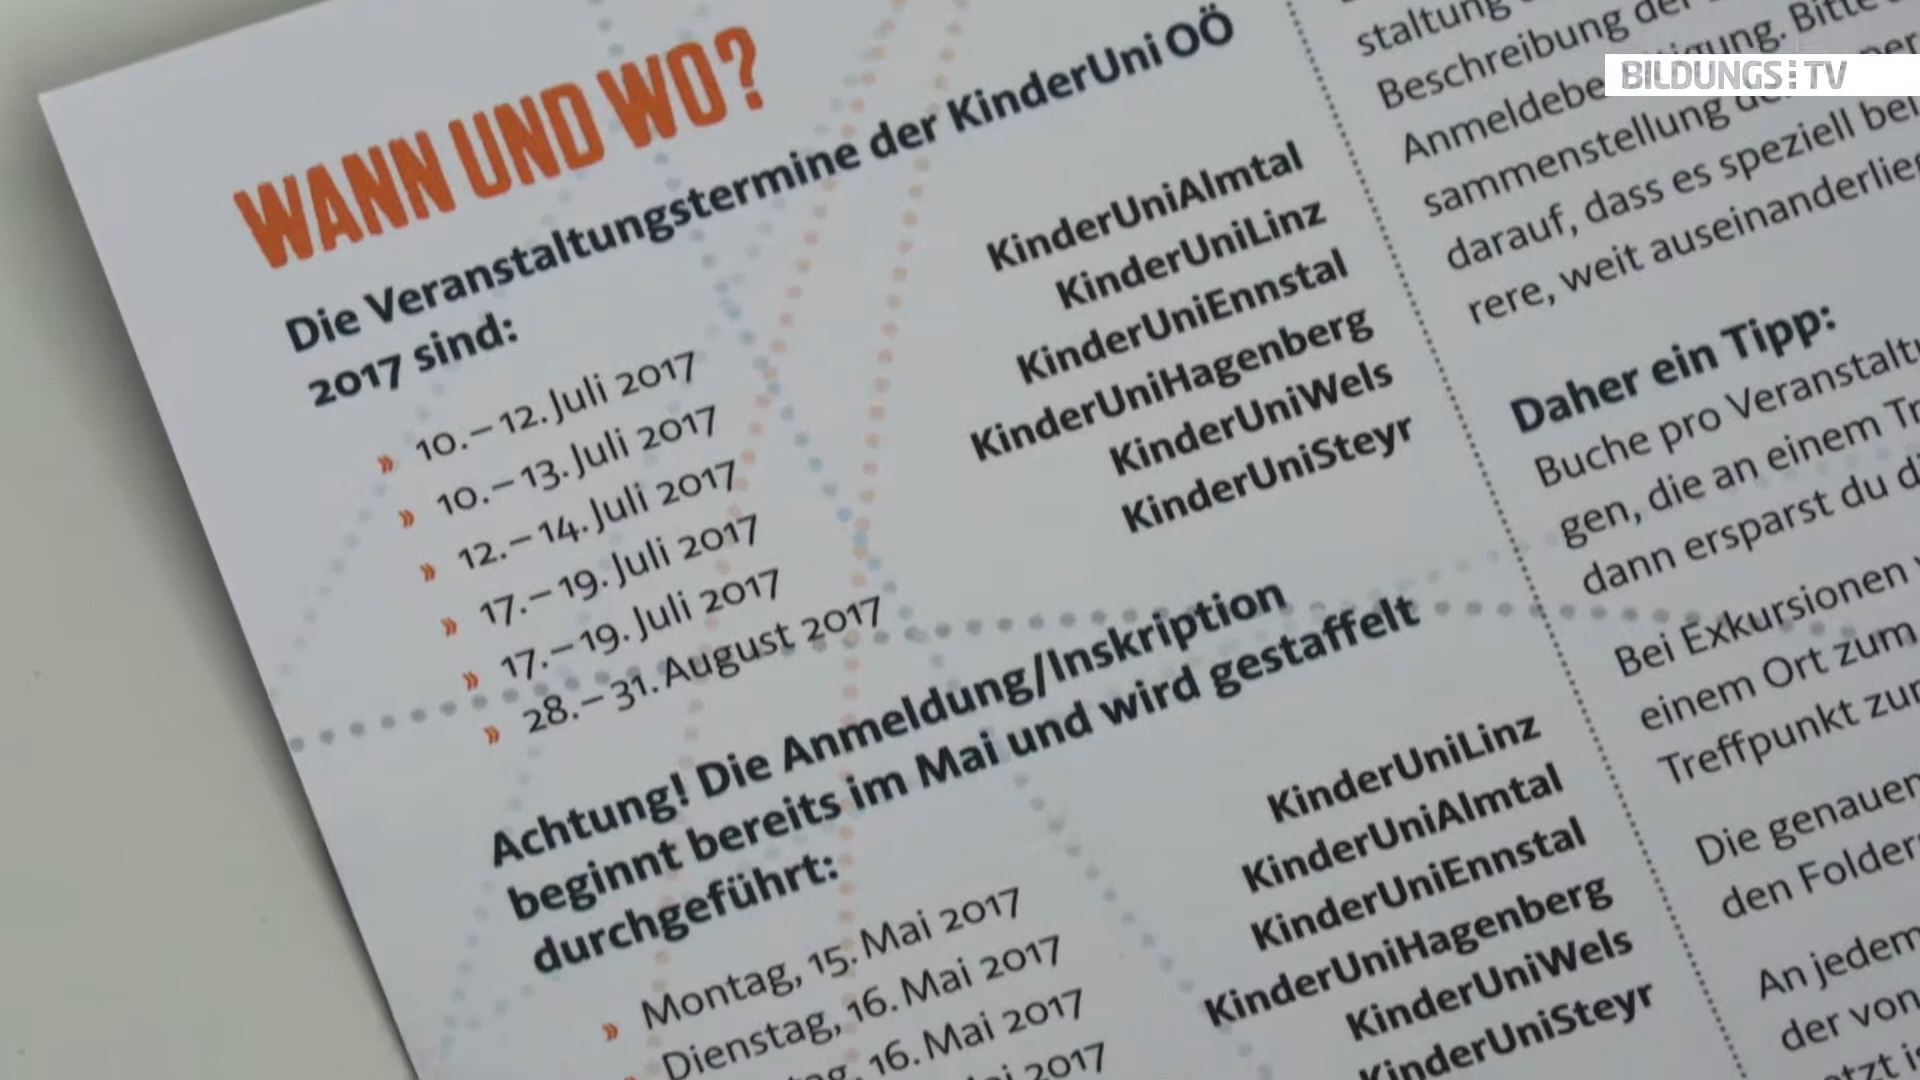 BILDUNGS TV
WANN UND WO?
Die Veranstaltungstermine der KinderUni OÖ
2017 sind:
» 10.–12. Juli 2017 KinderUniAlmtal
» 10.–13. Juli 2017 KinderUniLinz
» 12.–14. Juli 2017 KinderUniEnnstal
» 17.–19. Juli 2017 KinderUniHagenberg
» 17.–19. Juli 2017 KinderUniWels
» 28.–31. August 2017 KinderUniSteyr
Achtung! Die Anmeldung/Inskription
beginnt bereits im Mai und wird gestaffelt
durchgeführt:
» Montag, 15. Mai 2017 KinderUniLinz
Dienstag, 16. Mai 2017 KinderUniAlmtal
16. Mai 2017 KinderUniEnnstal
2017 KinderUniHagenberg
KinderUniWels
KinderUniSteyr
staltung
Beschreibung der
Bitte
sammenstellung
darauf, dass es speziell bei
rere, weit
Daher ein Tipp:
Buche pro
gen, die an einem
dann ersparst du
Bei Exkursionen
einem Ort zum
Treffpunkt
Die genauen
den
An jedem
der von